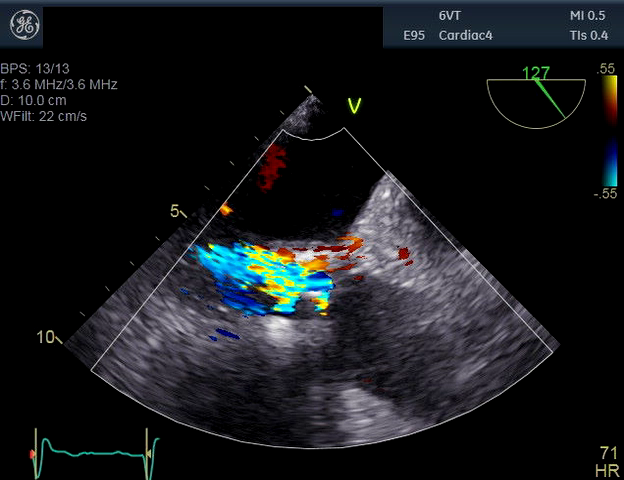 GE
6VT
MI 0.5
E95
Cardiac4
TIs 0.4
BPS: 13/13
f: 3.6 MHz/3.6 MHz
D: 10.0 cm
WFilt: 22 cm/s
127
.55
-.55
V
5
10
71
HR